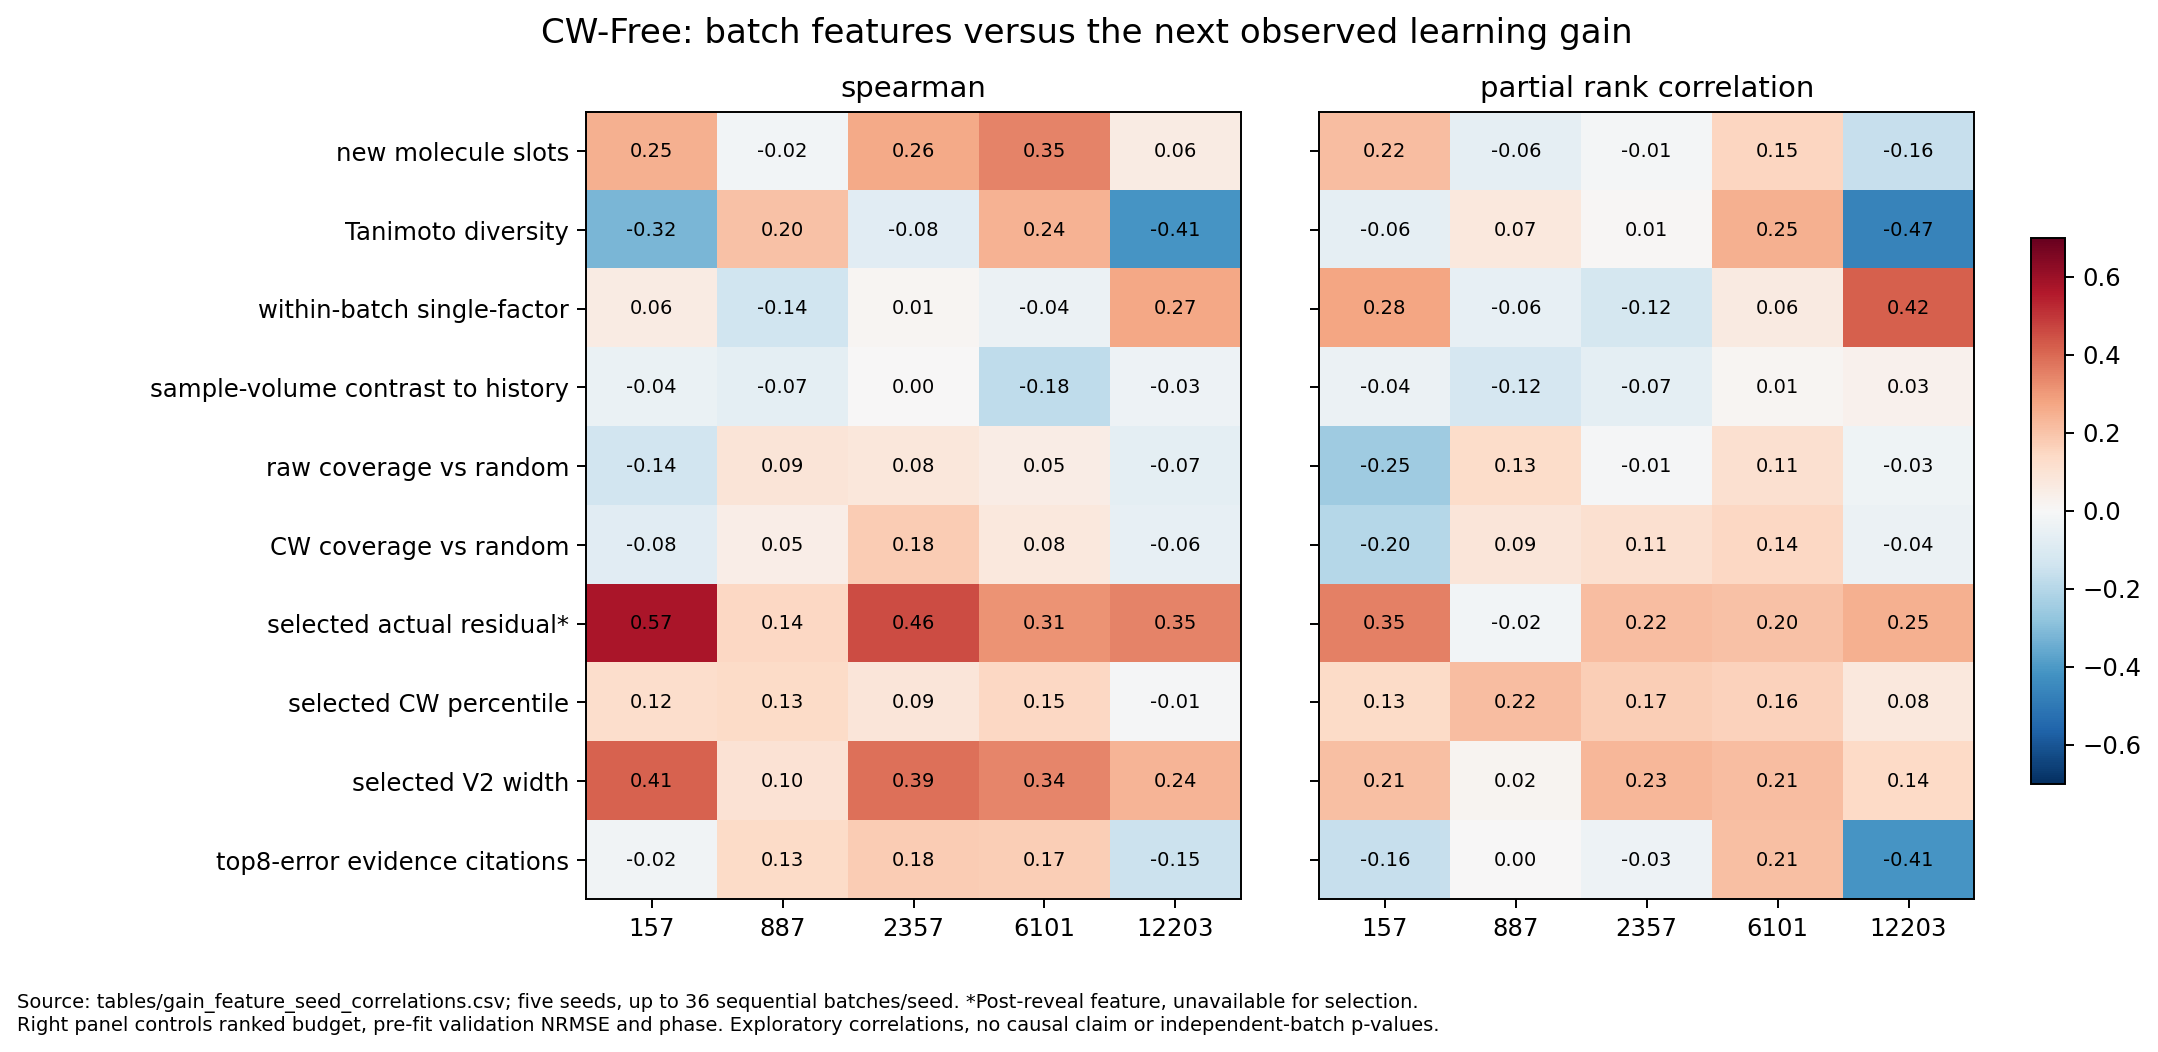 CW-Free: batch features versus the next observed learning gain
spearman
partial rank correlation
new molecule slots 0.25 -0.02 0.26 0.35 0.06 0.22 -0.06 -0.01 0.15 -0.16
Tanimoto diversity -0.32 0.20 -0.08 0.24 -0.41 -0.06 0.07 0.01 0.25 -0.47
within-batch single-factor 0.06 -0.14 0.01 -0.04 0.27 0.28 -0.06 -0.12 0.06 0.42
sample-volume contrast to history -0.04 -0.07 0.00 -0.18 -0.03 -0.04 -0.12 -0.07 0.01 0.03
raw coverage vs random -0.14 0.09 0.08 0.05 -0.07 -0.25 0.13 -0.01 0.11 -0.03
CW coverage vs random -0.08 0.05 0.18 0.08 -0.06 -0.20 0.09 0.11 0.14 -0.04
selected actual residual* 0.57 0.14 0.46 0.31 0.35 0.35 -0.02 0.22 0.20 0.25
selected CW percentile 0.12 0.13 0.09 0.15 -0.01 0.13 0.22 0.17 0.16 0.08
selected V2 width 0.41 0.10 0.39 0.34 0.24 0.21 0.02 0.23 0.21 0.14
top8-error evidence citations -0.02 0.13 0.18 0.17 -0.15 -0.16 0.00 -0.03 0.21 -0.41
157 887 2357 6101 12203 157 887 2357 6101 12203
0.6
0.4
0.2
0.0
−0.2
−0.4
−0.6
Source: tables/gain_feature_seed_correlations.csv; five seeds, up to 36 sequential batches/seed. *Post-reveal feature, unavailable for selection.
Right panel controls ranked budget, pre-fit validation NRMSE and phase. Exploratory correlations, no causal claim or independent-batch p-values.